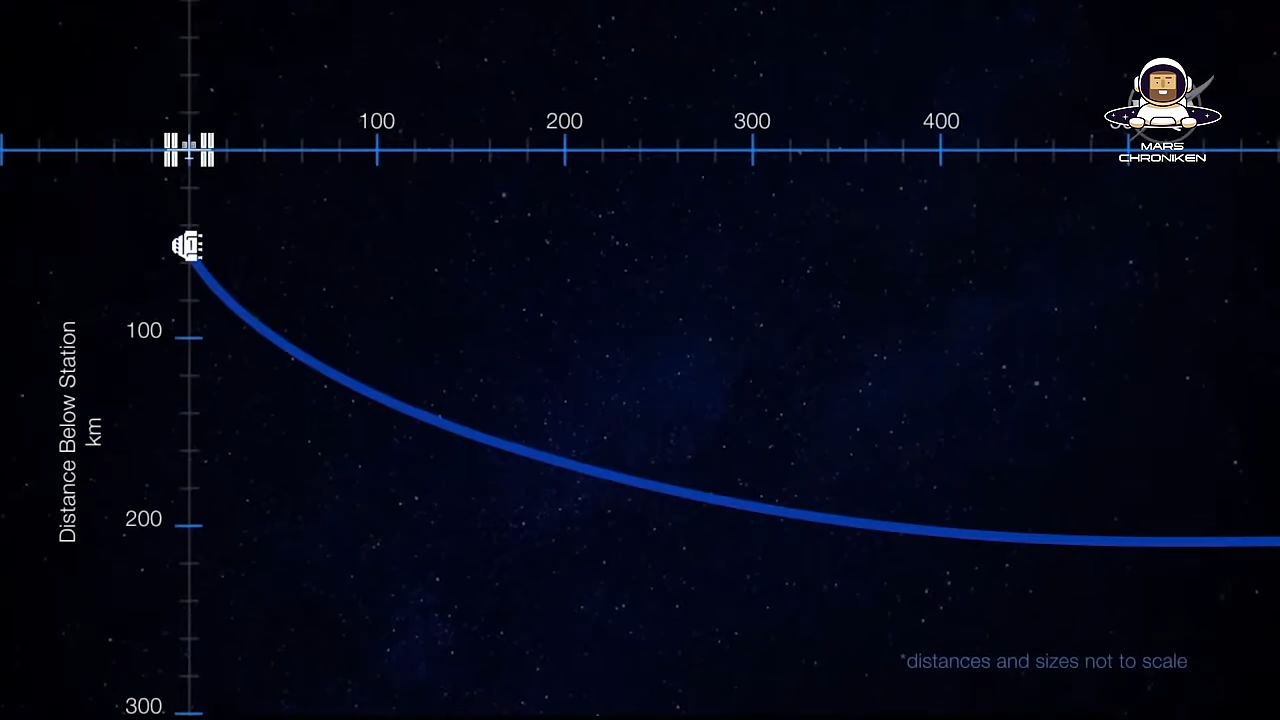 100
200
300
400
MARS
CHRONIKEN
100
Distance Below Station
km
200
300
*distances and sizes not to scale